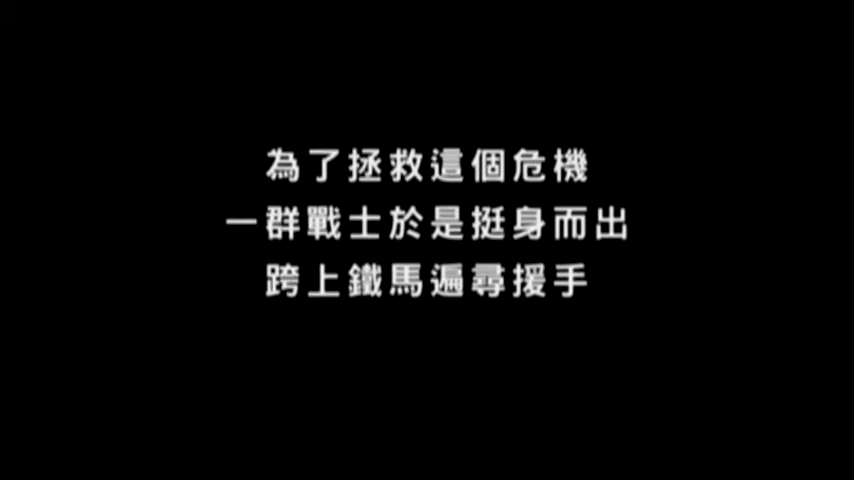 為了拯救這個危機
一群戰士於是挺身而出
跨上鐵馬遍尋援手